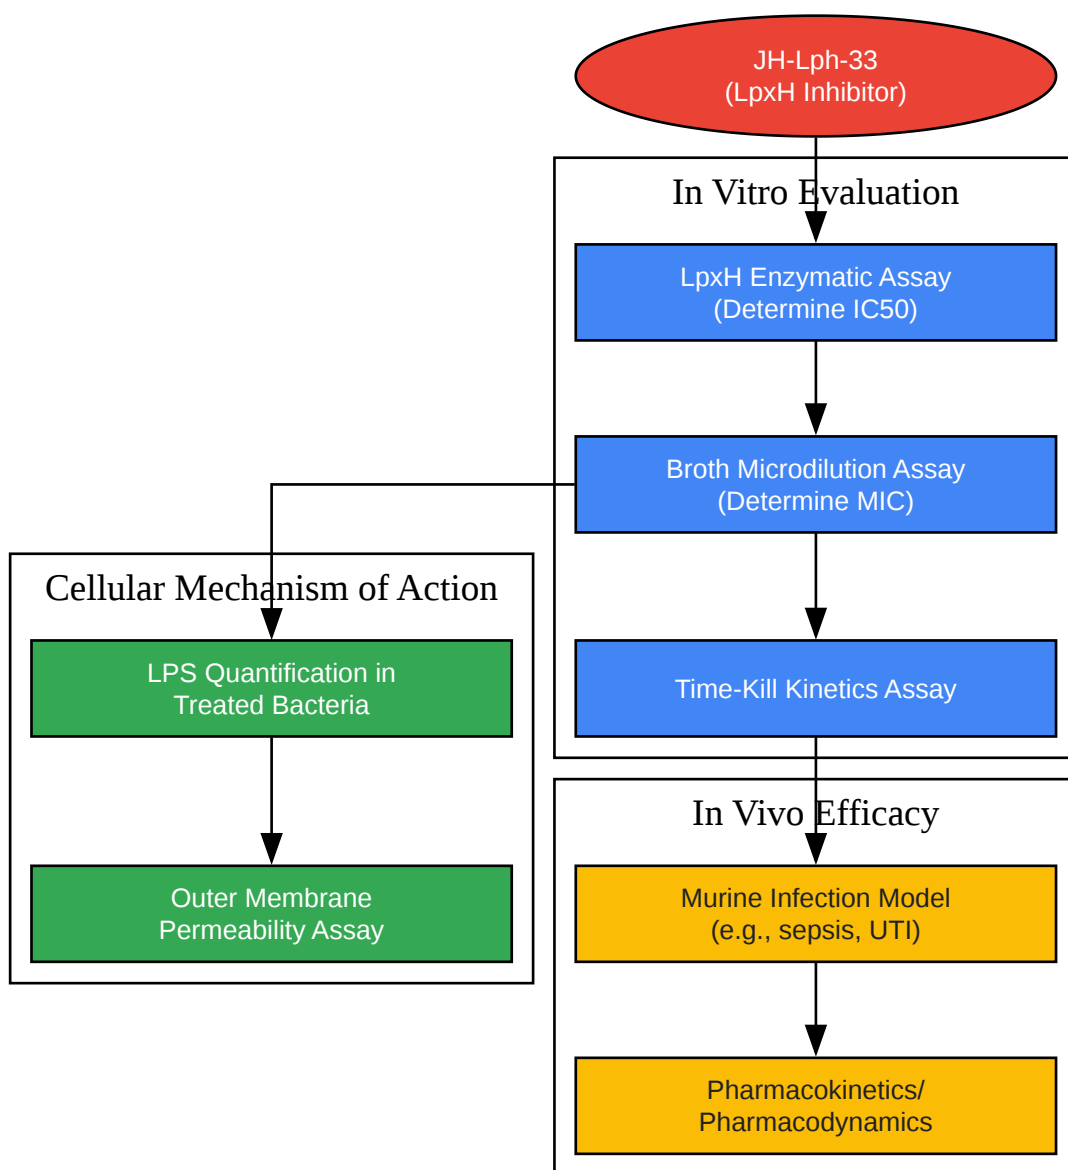 JH-Lph-33
(LpxH Inhibitor)
In Vitro Evaluation
LpxH Enzymatic Assay
(Determine IC50)
Broth Microdilution Assay
(Determine MIC)
Cellular Mechanism of Action
LPS Quantification in
Treated Bacteria
Time-Kill Kinetics Assay
In Vivo Efficacy
Outer Membrane
Permeability Assay
Murine Infection Model
(e.g., sepsis, UTI)
Pharmacokinetics/
Pharmacodynamics